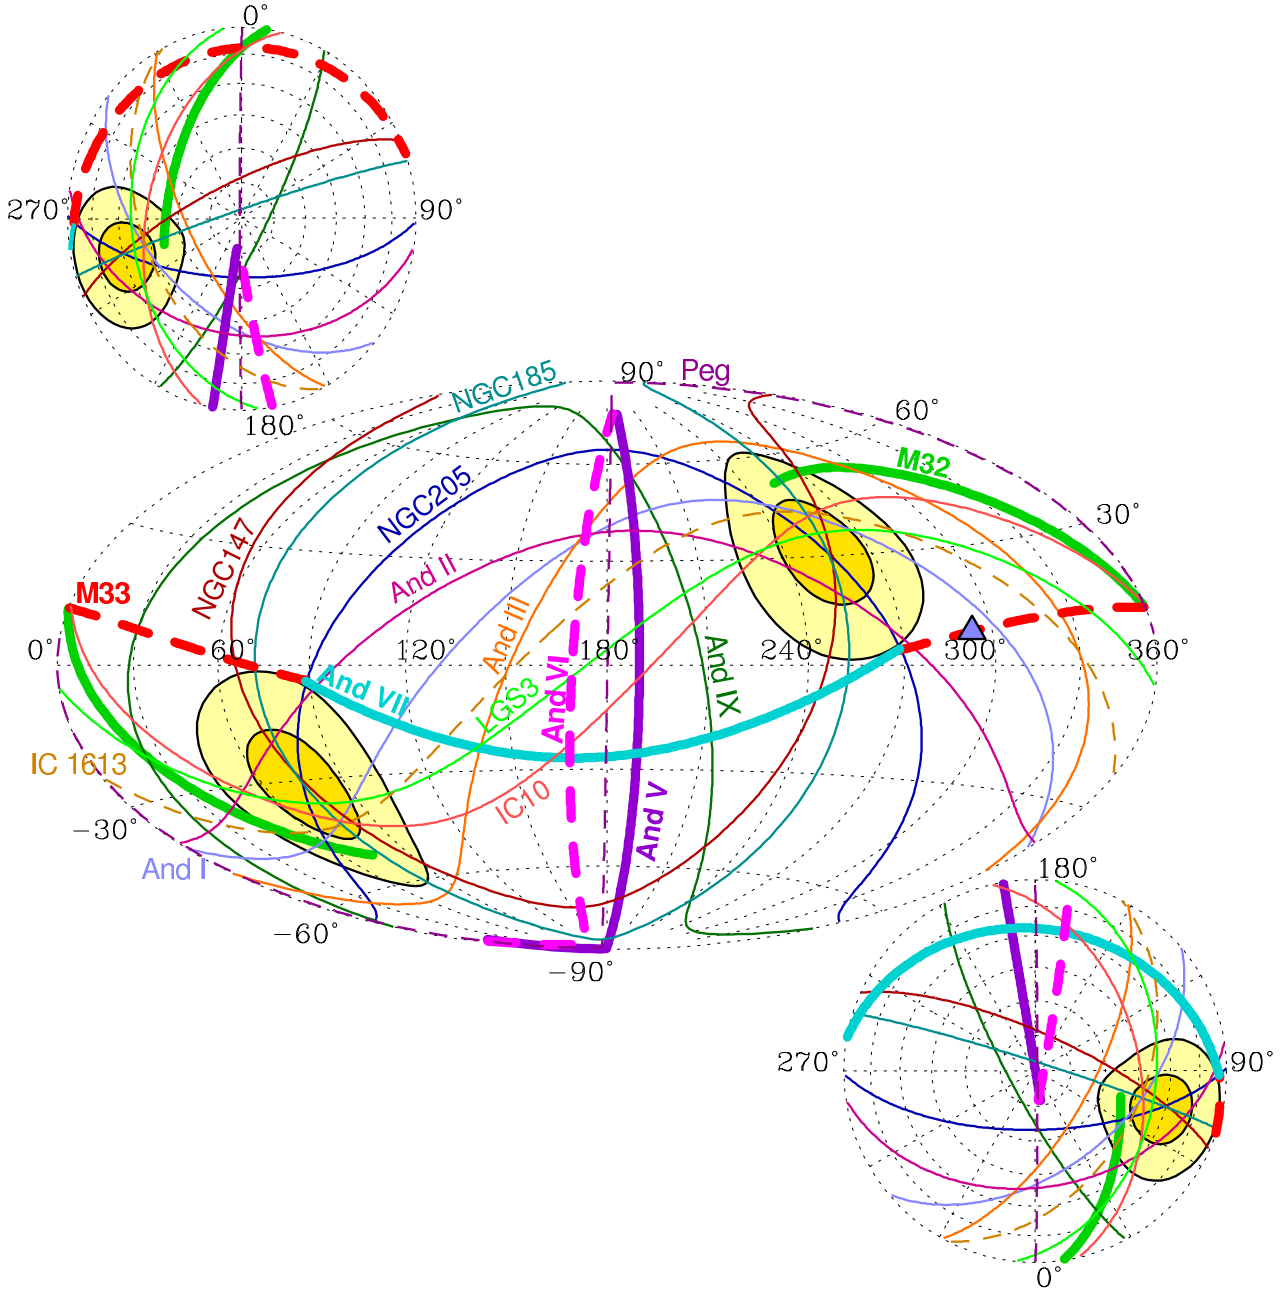 0°
270°
90°
180°
NGC185
90°
Peg
60°
M32
NGC205
30°
NGC147
And II
M33
And III
0°
60°
120°
180°
240°
300°
360°
And VII
And VI
And IX
LGS3
IC 1613
IC10
And V
−30°
And I
−60°
−90°
180°
270°
90°
0°